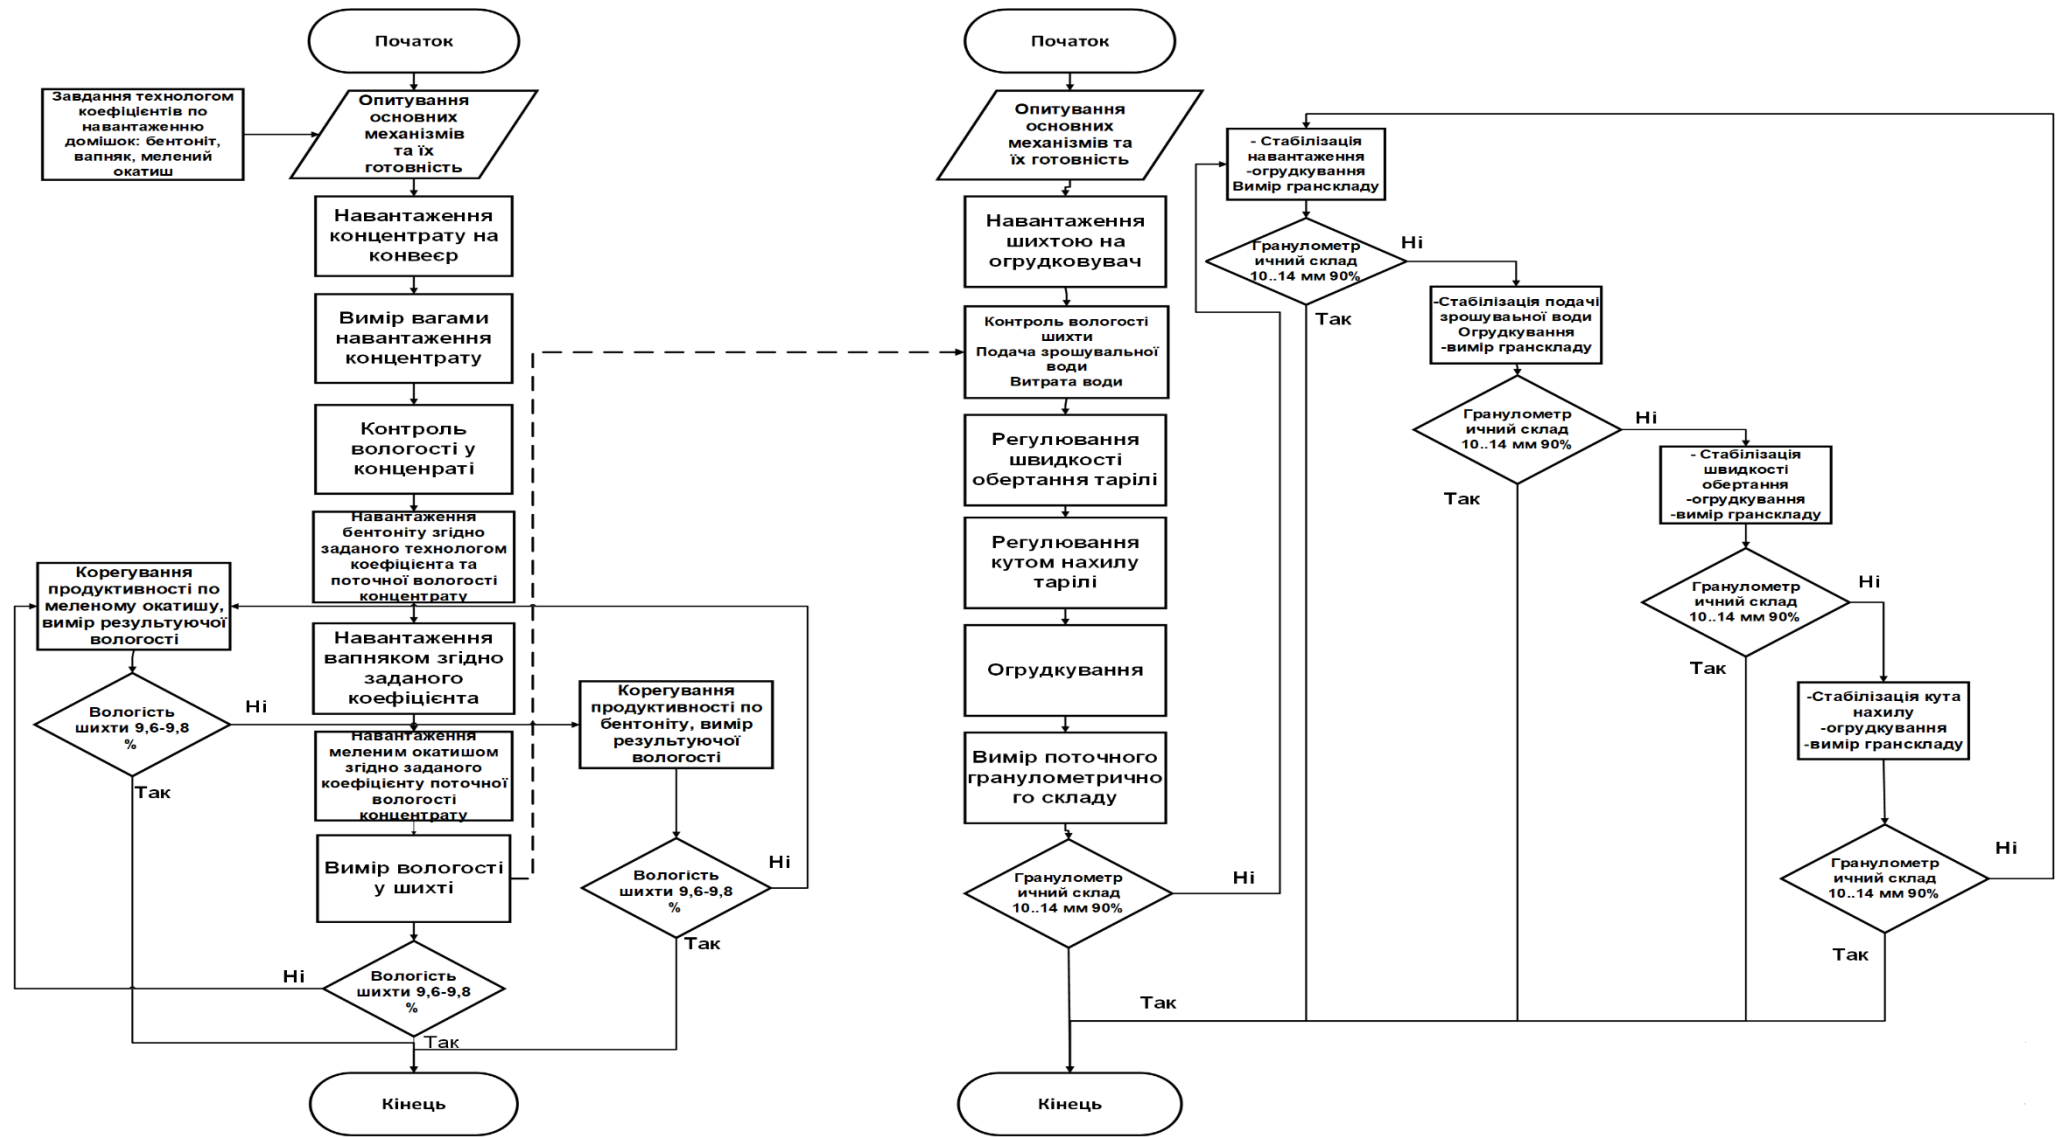 Початок
Завдання технологом
коефіцієнтів по
навантаженню
домішок: бентоніт,
вапняк, мелений
окатиш
Опитування
основних
механізмів
та їх
готовність
Навантаження
концентрату на
конвеєр
Вимір вагами
навантаження
концентрату
Контроль
вологості у
конценраті
Навантаження
бентоніту згідно
заданого технологом
коефіцієнта та
поточної вологості
концентрату
Корегування
продуктивності по
меленому окатишу,
вимір результуючої
вологості
Навантаження
вапняком згідно
заданого
коефіцієнта
Вологість
шихти 9,6-9,8
%
Ні
Так
Корегування
продуктивності по
бентоніту, вимір
результуючої
вологості
Навантаження
меленим окатишом
згідно заданого
коефіцієнту поточної
вологості
концентрату
Вимір вологості
у шихті
Вологість
шихти 9,6-9,8
%
Ні
Так
Вологість
шихти 9,6-9,8
%
Ні
Так
Кінець
Початок
Опитування
основних
механізмів та
їх готовність
Навантаження
шихтою на
огрудковувач
Контроль вологості
шихти
Подача зрошувальної
води
Витрата води
Регулювання
швидкості
обертання тарілі
Регулювання
кутом нахилу
тарілі
Огрудкування
Вимір поточного
гранулометрично
го складу
Гранулометр
ичний склад
10..14 мм 90%
Ні
Так
Кінець
- Стабілізація
навантаження
-огрудкування
Вимір гранскладу
Гранулометр
ичний склад
10..14 мм 90%
Ні
Так
-Стабілізація подачі
зрошуваьної води
Огрудкування
-вимір гранскладу
Гранулометр
ичний склад
10..14 мм 90%
Ні
Так
- Стабілізація
швидкості
обертання
-огрудкування
-вимір гранскладу
Гранулометр
ичний склад
10..14 мм 90%
Ні
Так
-Стабілізація кута
нахилу
-огрудкування
-вимір гранскладу
Гранулометр
ичний склад
10..14 мм 90%
Ні
Так